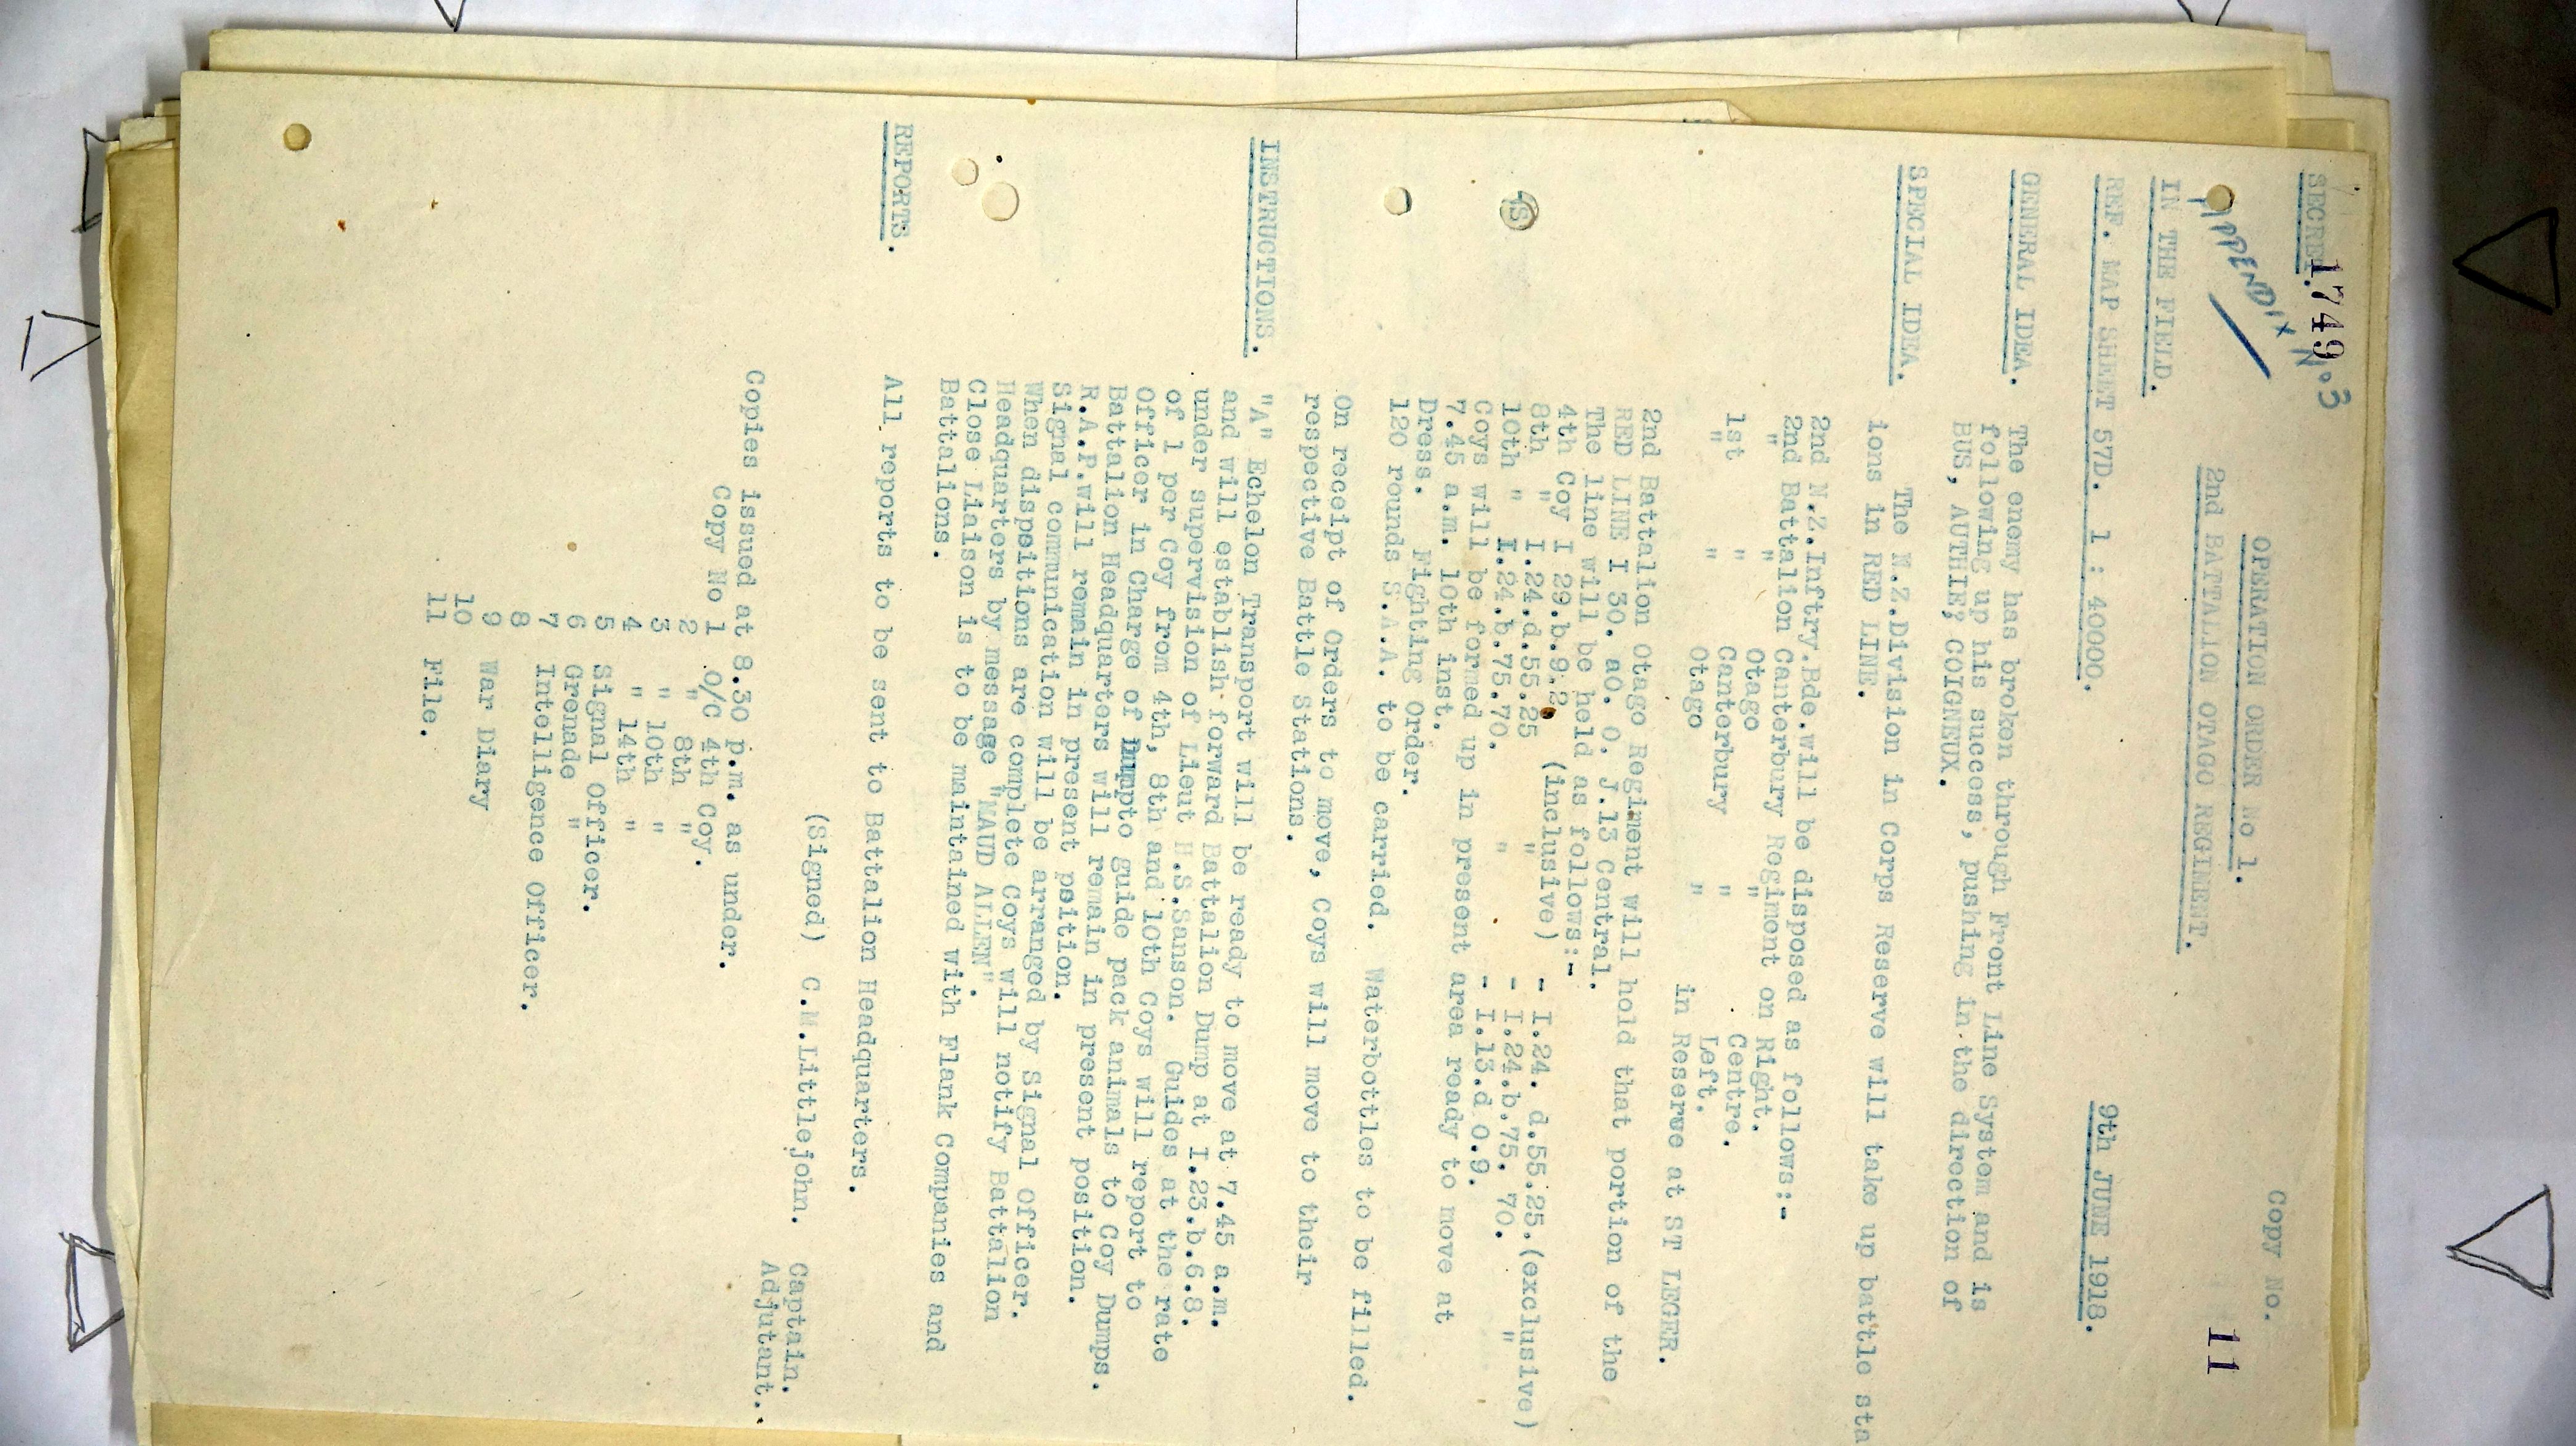 SECRET.
1749
APPENDIX No 3
Copy No.
OPERATION ORDER No 1.
11
2nd BATTALION OTAGO REGIMENT.
IN THE FIELD.
REF. MAP SHEET 57D. 1 : 40000.
9th JUNE 1918.
GENERAL IDEA.
The enemy has broken through Front Line System and is
following up his success, pushing in the direction of
BUS, AUTHIE, COIGNEUX.
SPECIAL IDEA.
The N.Z.Division in Corps Reserve will take up battle sta
ions in RED LINE.
2nd N.Z.Inftry.Bde.will be disposed as follows:-
2nd Battalion Canterbury Regiment on Right.
" " Otago " Centre.
1st " Canterbury " Left.
" " Otago " in Reserve at ST LEGER.
2nd Battalion Otago Regiment will hold that portion of the
RED LINE I 30. a0. 0. J.13 Central.
The line will be held as follows:-
4th Coy I 29.b.9.2 (inclusive) - I.24. d.55.25.(exclusive)
8th " I.24.d.55.25 " - I.24.b.75. 70. "
10th " I.24.b.75.70. " - I.13.d 0.9.
Coys will be formed up in present area ready to move at
7.45 a.m. 10th inst.
Dress. Fighting Order.
120 rounds S.A.A. to be carried. Waterbottles to be filled.
On receipt of Orders to move, Coys will move to their
respective Battle Stations.
INSTRUCTIONS.
"A" Echelon Transport will be ready to move at 7.45 a.m.
and will establish forward Battalion Dump at I.23.b.6.8.
under supervision of Lieut H.S.Sanson. Guides at the rate
of 1 per Coy from 4th, 8th and 10th Coys will report to
Officer in Charge of Dumpto guide pack animals to Coy Dumps.
Battalion Headquarters will remain in present position.
R.A.P.will remain in present psition.
Signal communication will be arranged by Signal Officer.
When dispsitions are complete Coys will notify Battalion
Headquarters by message "MAUD ALLEN".
Close Liaison is to be maintained with Flank Companies and
Battalions.
REPORTS.
All reports to be sent to Battalion Headquarters.
(Signed) C.M.Littlejohn. Captain.
Adjutant.
Copies issued at 8.30 p.m. as under.
Copy No 1 O/C 4th Coy.
2 " 8th "
3 " 10th "
4 " 14th "
5 Signal Officer.
6 Grenade "
7 Intelligence Officer.
8
9 War Diary
10
11 File.